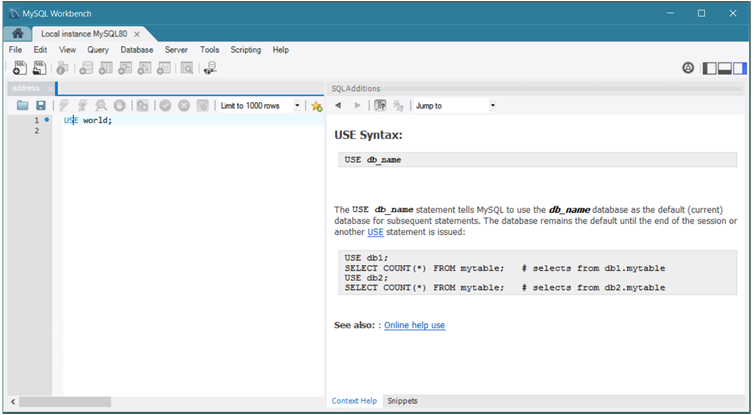 MySQL Workbench
Local instance MySQL80
File Edit View Query Database Server Tools Scripting Help
address
SQLAdditions
Limit to 1000 rows
Jump to
1 USE world;
2
USE Syntax:
USE db_name
The USE db_name statement tells MySQL to use the db_name database as the default (current)
database for subsequent statements. The database remains the default until the end of the session or
another USE statement is issued:
USE db1;
SELECT COUNT(*) FROM mytable; # selects from db1.mytable
USE db2;
SELECT COUNT(*) FROM mytable; # selects from db2.mytable
See also: : Online help use
Context Help Snippets